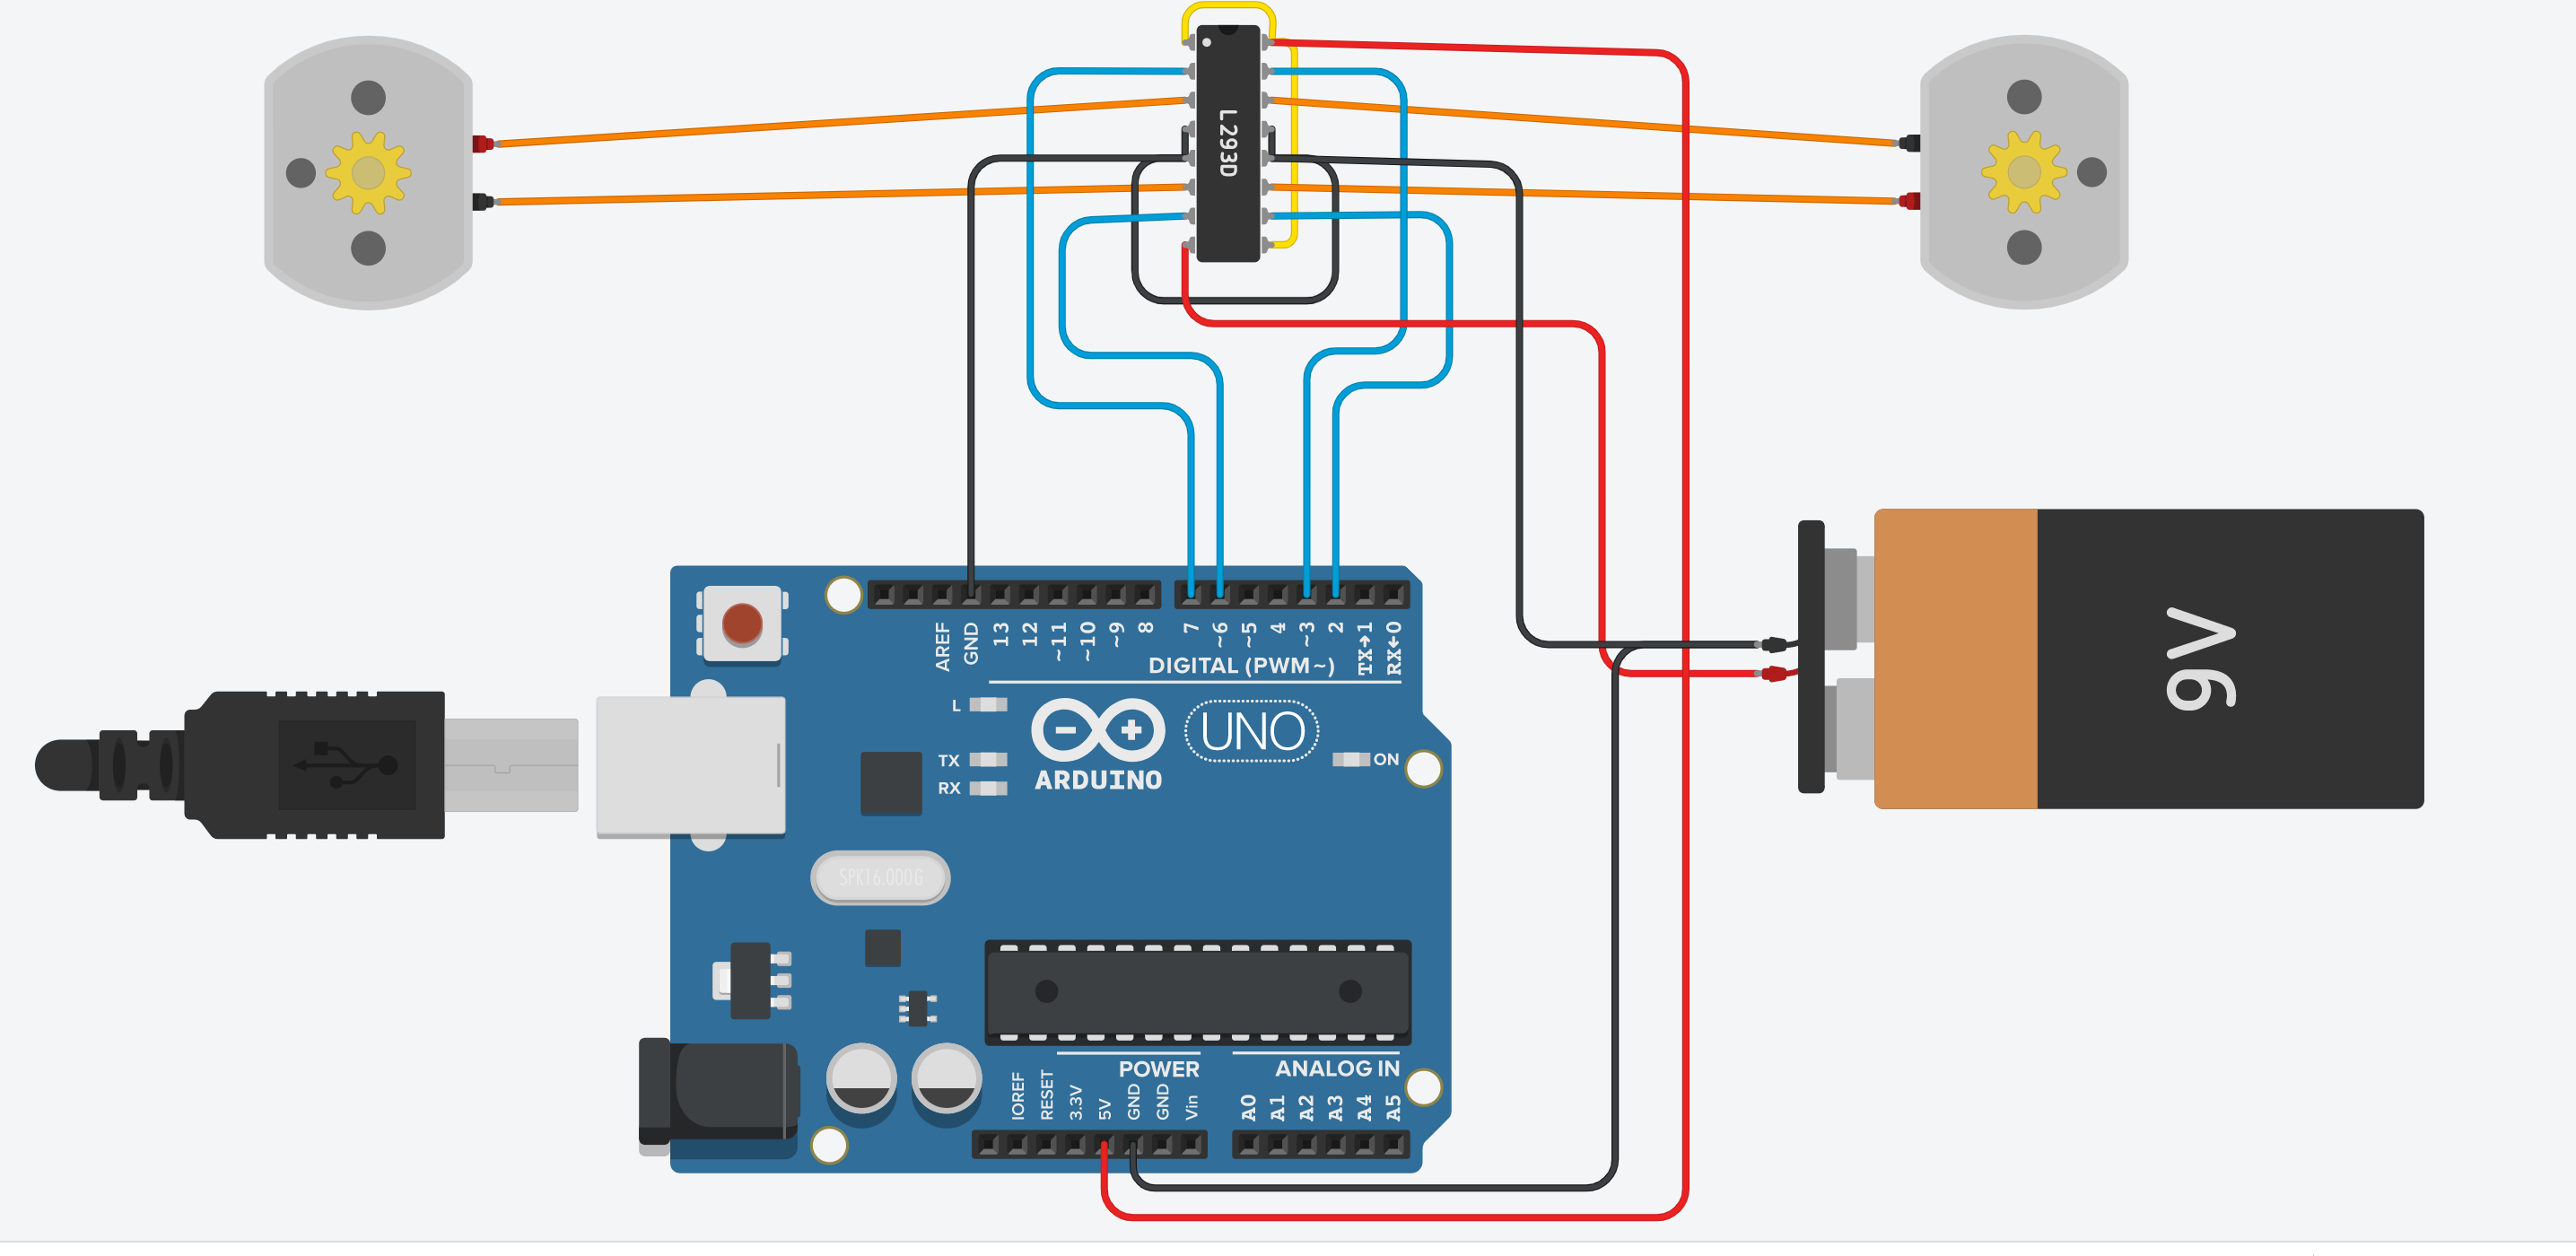 L293D
AREF
GND
13
12
~11
~10
~9
8
7
~6
~5
4
~3
2
TX→1
RX←0
DIGITAL (PWM~)
L
TX
RX
ARDUINO
UNO
ON
9V
SPK16.000G
POWER
ANALOG IN
IOREF
RESET
3.3V
5V
GND
GND
Vin
A0
A1
A2
A3
A4
A5